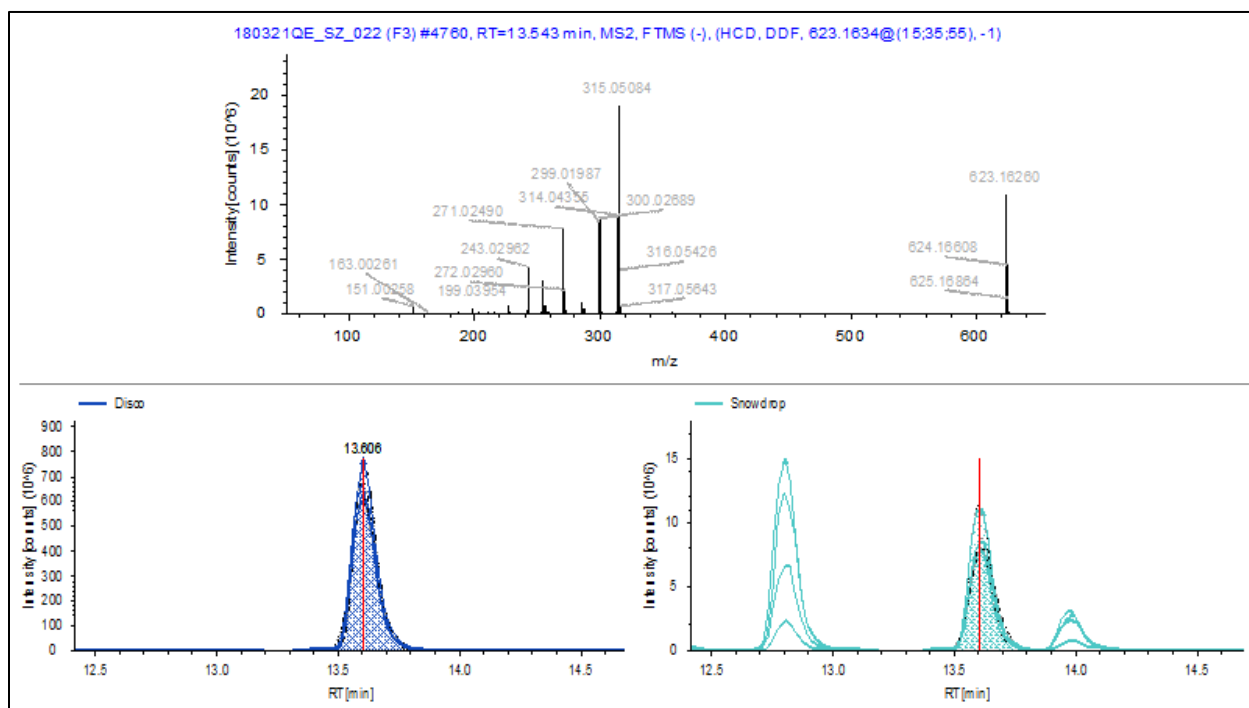 180321QE_SZ_022 (F3) #4760, RT=13.543 min, MS2, FTMS (-), (HCD, DDF, 623.1634@(15;35;55), -1)
315.05084
20
Intensity[counts] (10^6)
299.01987
623.16260
15
314.04355
300.02689
271.02490
10
243.02962
316.05426
624.16608
163.00261
272.02960
5
151.00258
199.03954
317.05643
625.16864
0
100 200 300 400 500 600
m/z
Disco
900
13.606
800
700
600
500
400
300
200
100
0
Intensity [counts] (10^6)
12.5 13.0 13.5 14.0 14.5
RT [min]
Snowdrop
15
10
5
0
Intensity [counts] (10^6)
12.5 13.0 13.5 14.0 14.5
RT [min]